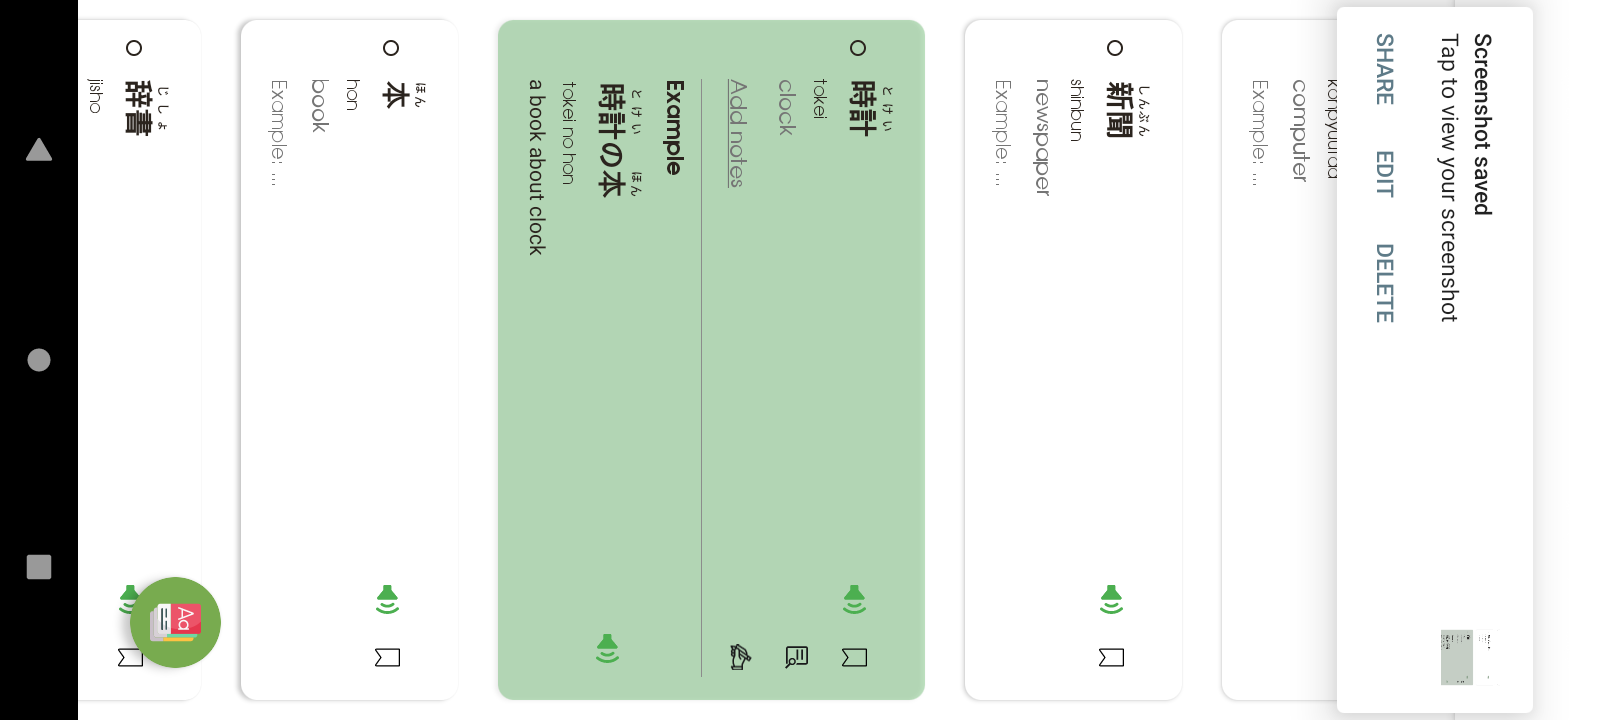 Screenshot saved
Tap to view your screenshot
SHARE EDIT DELETE
computer
Example: ...
しんぶん
新聞
shinbun
newspaper
Example: ...
とけい
時計
tokei
clock
Add notes
Example
とけい ほん
時計の本
tokei no hon
a book about clock
ほん
本
hon
book
Example: ...
じしょ
辞書
jisho
Aa